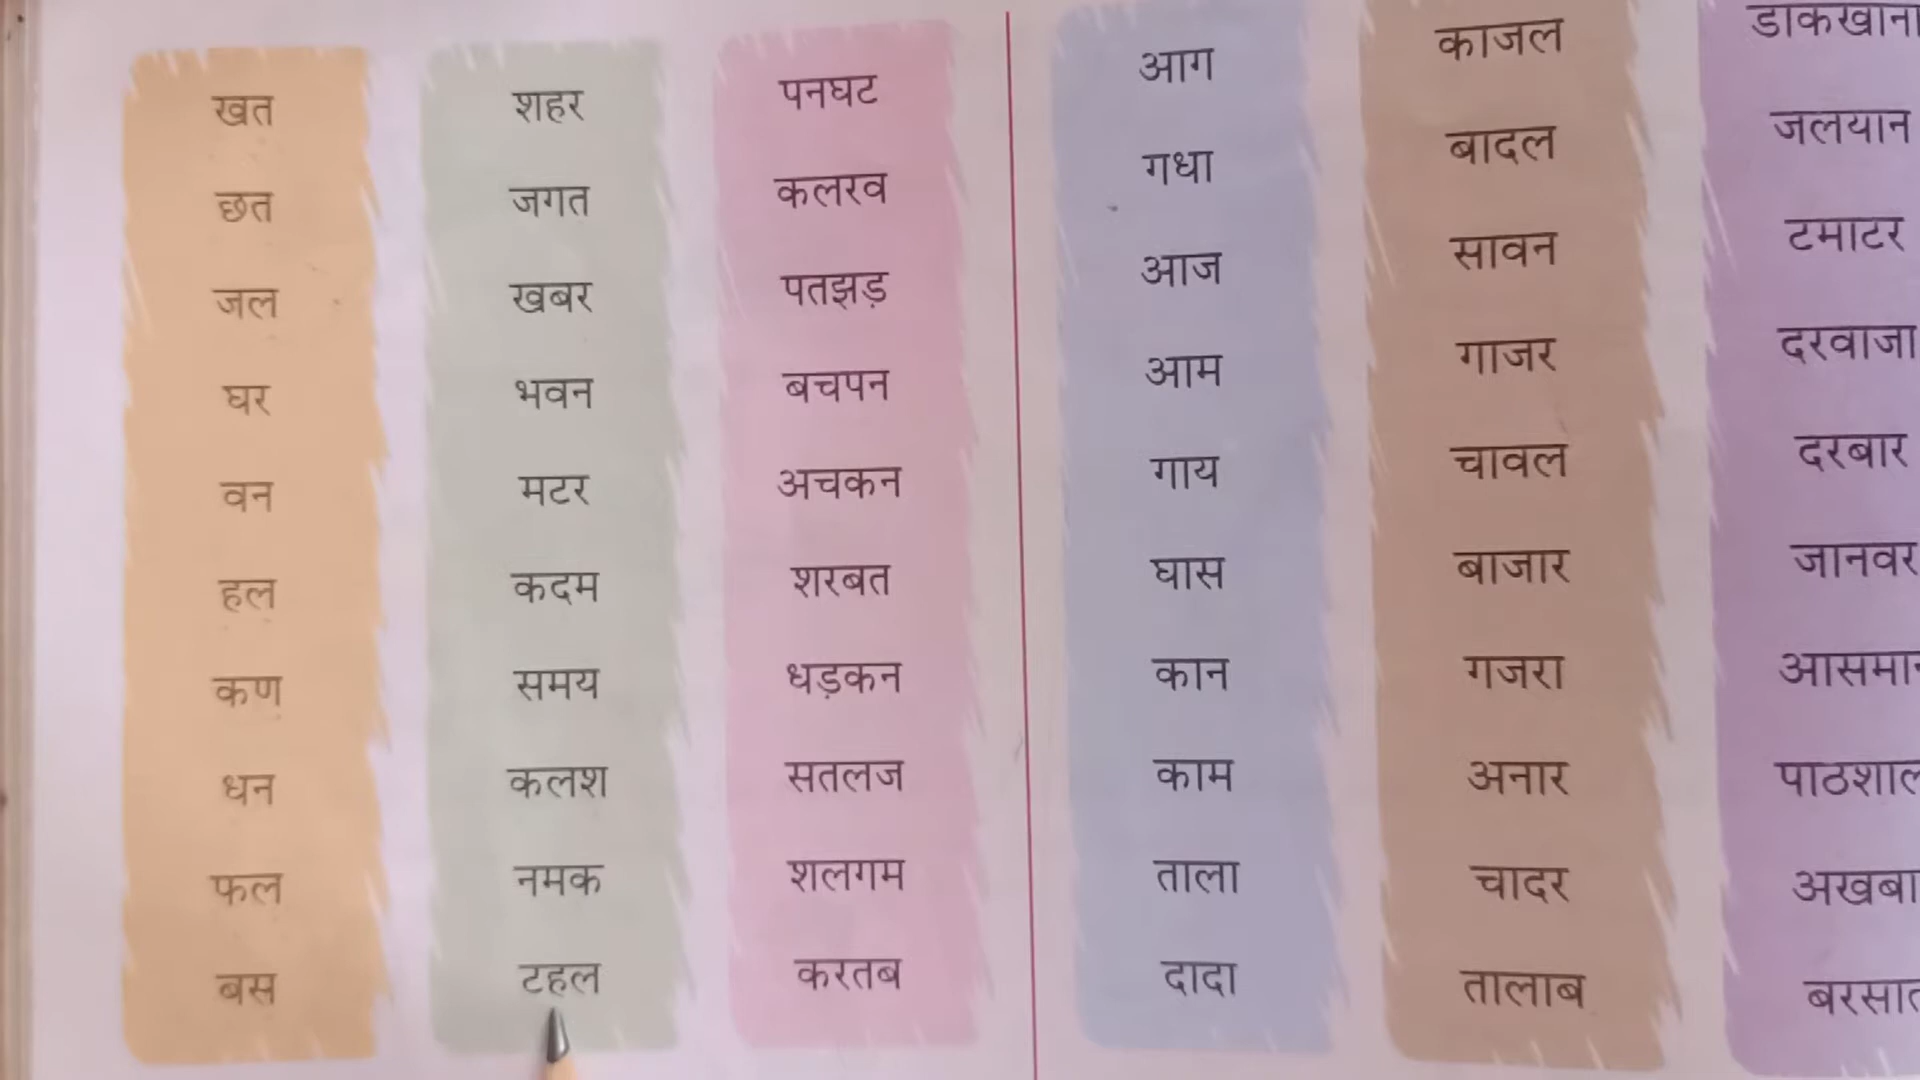 खत शहर पनघट आग काजल डाकखाना
छत जगत कलरव गधा बादल जलयान
जल खबर पतझड़ आज सावन टमाटर
घर भवन बचपन आम गाजर दरवाजा
वन मटर अचकन गाय चावल दरबार
हल कदम शरबत घास बाजार जानवर
कण समय धड़कन कान गजरा
धन कलश सतलज काम अनार
फल नमक शलगम ताला चादर
बस टहल करतब दादा तालाब